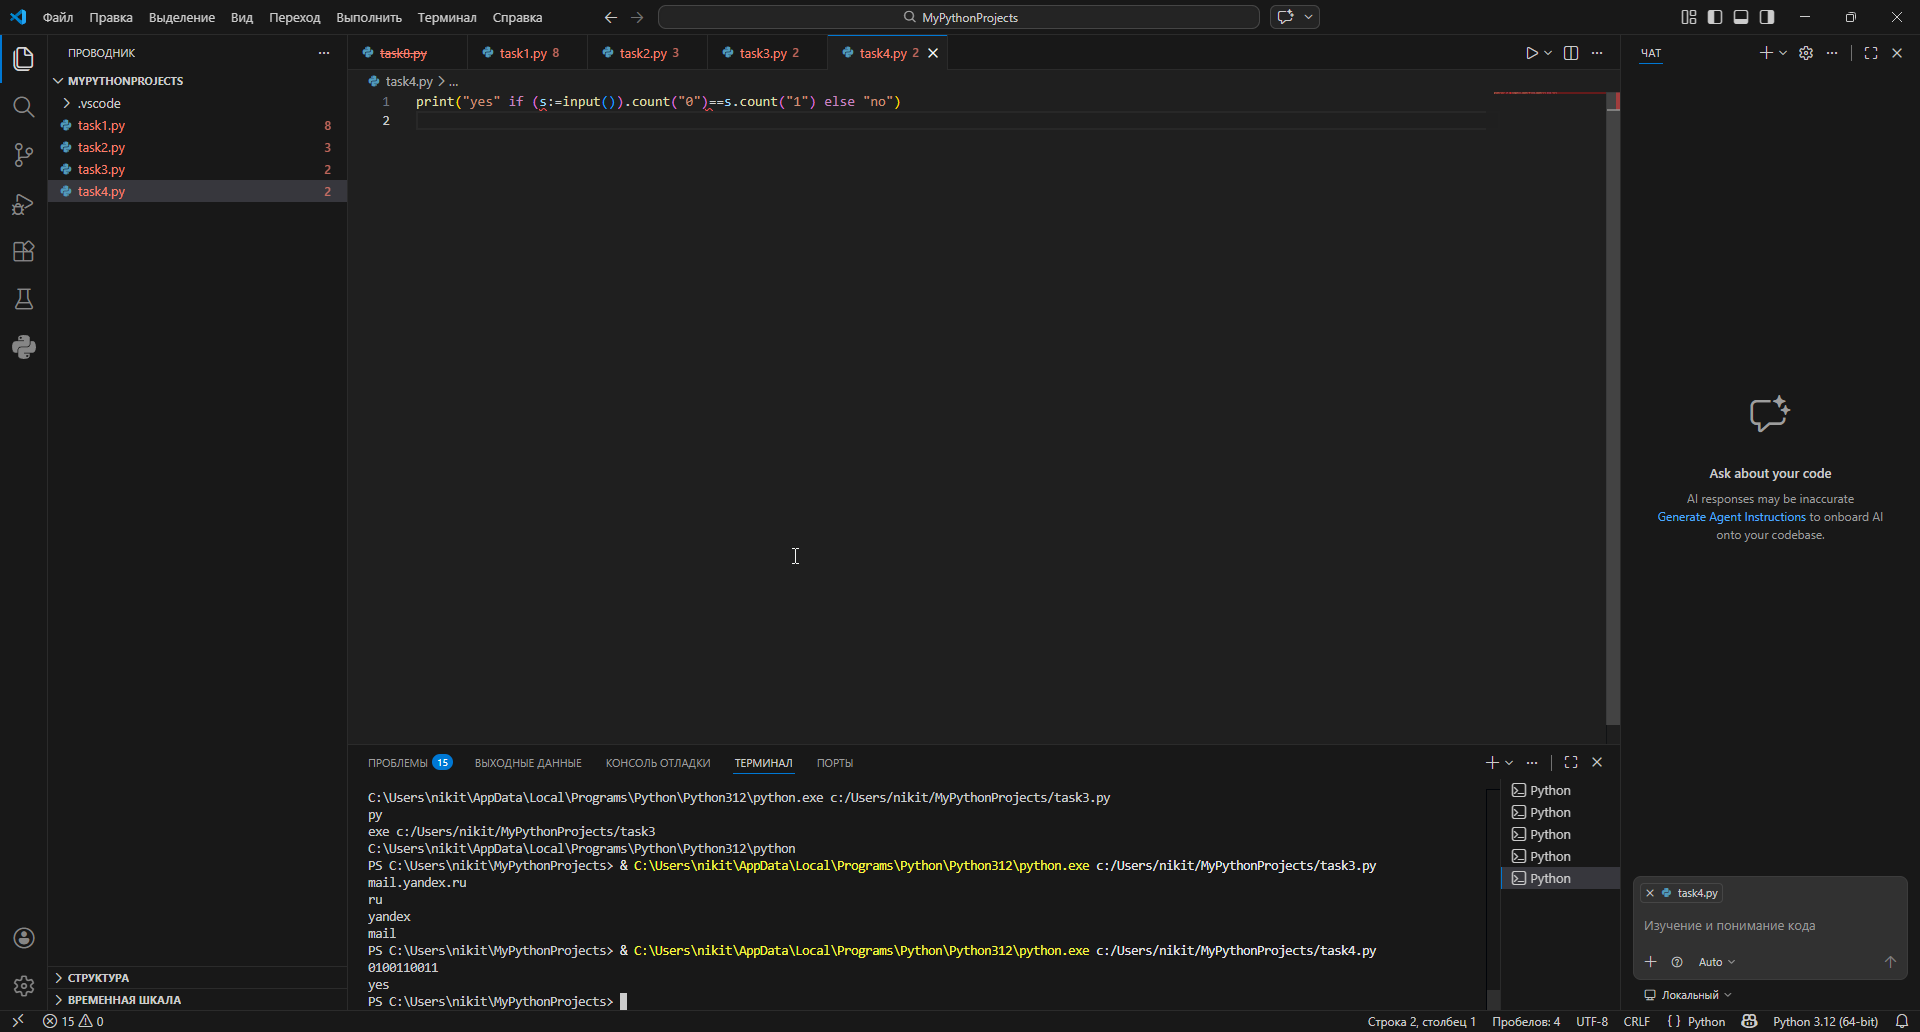 Файл Правка Выделение Вид Переход Выполнить Терминал Справка
MyPythonProjects
ПРОВОДНИК
MYPYTHONPROJECTS
.vscode
task1.py 8
task2.py 3
task3.py 2
task4.py 2
СТРУКТУРА
ВРЕМЕННАЯ ШКАЛА
task8.py task1.py 8 task2.py 3 task3.py 2 task4.py 2
task4.py > ...
1 print("yes" if (s:=input()).count("0")==s.count("1") else "no")
2
ПРОБЛЕМЫ 15 ВЫХОДНЫЕ ДАННЫЕ КОНСОЛЬ ОТЛАДКИ ТЕРМИНАЛ ПОРТЫ
C:\Users\nikit\AppData\Local\Programs\Python\Python312\python.exe c:/Users/nikit/MyPythonProjects/task3.py
py
exe c:/Users/nikit/MyPythonProjects/task3
C:\Users\nikit\AppData\Local\Programs\Python\Python312\python
PS C:\Users\nikit\MyPythonProjects> & C:\Users\nikit\AppData\Local\Programs\Python\Python312\python.exe c:/Users/nikit/MyPythonProjects/task3.py
mail.yandex.ru
ru
yandex
mail
PS C:\Users\nikit\MyPythonProjects> & C:\Users\nikit\AppData\Local\Programs\Python\Python312\python.exe c:/Users/nikit/MyPythonProjects/task4.py
0100110011
yes
PS C:\Users\nikit\MyPythonProjects>
Python
Python
Python
Python
Python
ЧАТ
Ask about your code
AI responses may be inaccurate
Generate Agent Instructions to onboard AI
onto your codebase.
task4.py
Изучение и понимание кода
Auto
Локальный
15 0
Строка 2, столбец 1 Пробелов: 4 UTF-8 CRLF { } Python Python 3.12 (64-bit)